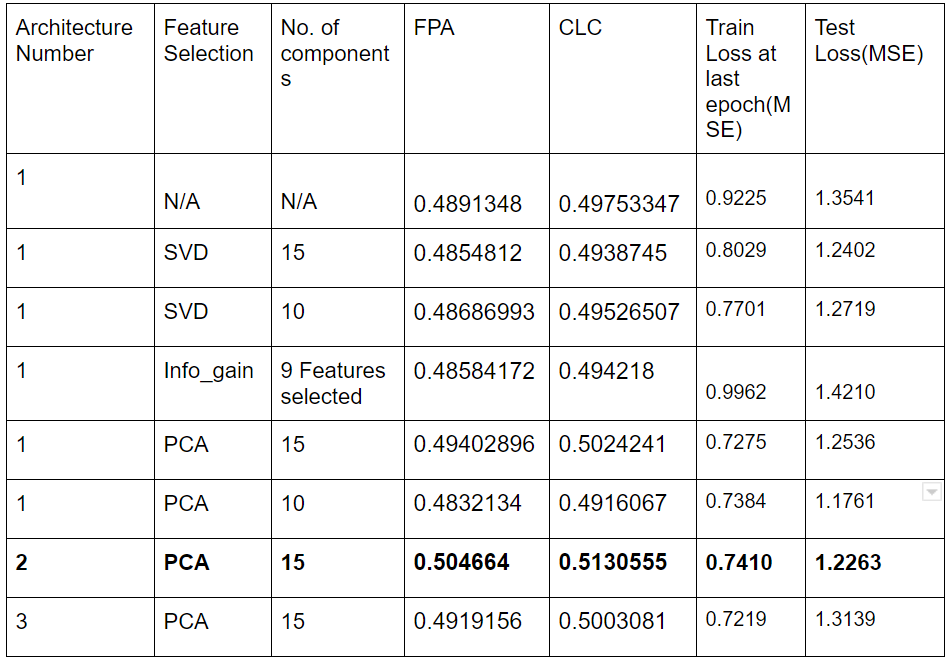 Architecture Number | Feature Selection | No. of components | FPA | CLC | Train Loss at last epoch(MSE) | Test Loss(MSE)
1 | N/A | N/A | 0.4891348 | 0.49753347 | 0.9225 | 1.3541
1 | SVD | 15 | 0.4854812 | 0.4938745 | 0.8029 | 1.2402
1 | SVD | 10 | 0.48686993 | 0.49526507 | 0.7701 | 1.2719
1 | Info_gain | 9 Features selected | 0.48584172 | 0.494218 | 0.9962 | 1.4210
1 | PCA | 15 | 0.49402896 | 0.5024241 | 0.7275 | 1.2536
1 | PCA | 10 | 0.4832134 | 0.4916067 | 0.7384 | 1.1761
2 | PCA | 15 | 0.504664 | 0.5130555 | 0.7410 | 1.2263
3 | PCA | 15 | 0.4919156 | 0.5003081 | 0.7219 | 1.3139